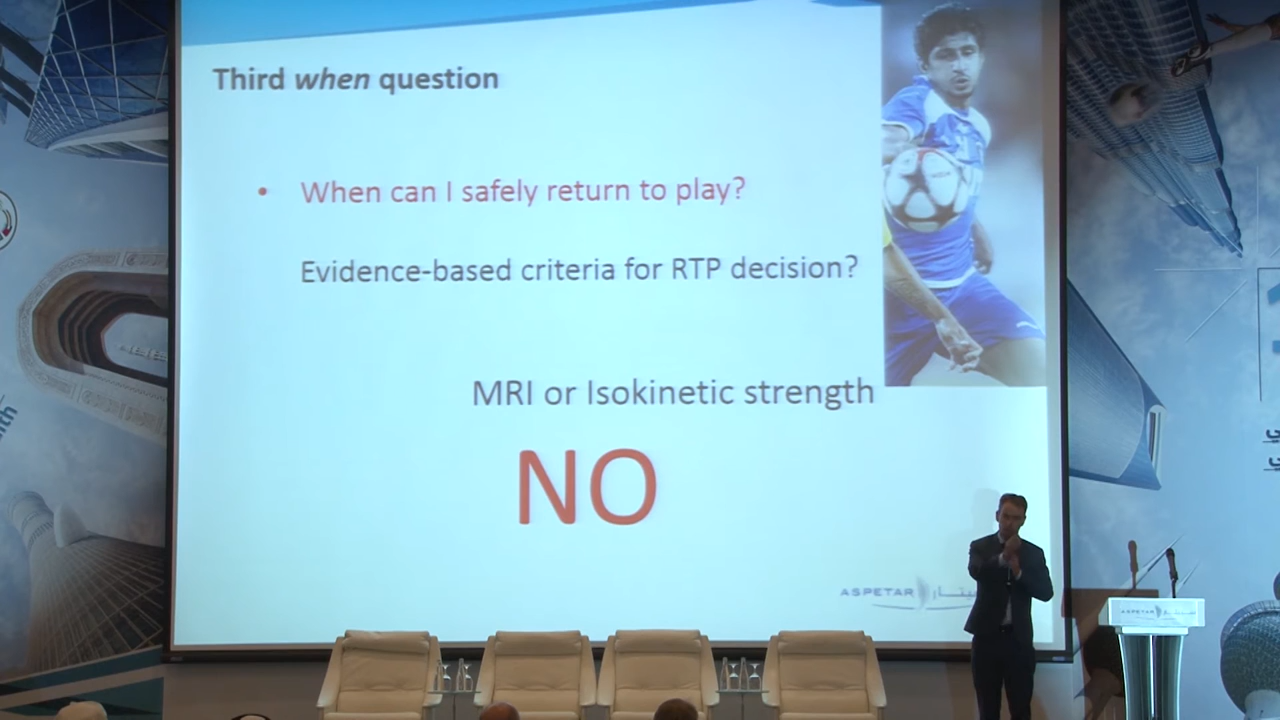 Third when question
• When can I safely return to play?
Evidence-based criteria for RTP decision?
MRI or Isokinetic strength
NO
ASPETAR
ASPETAR